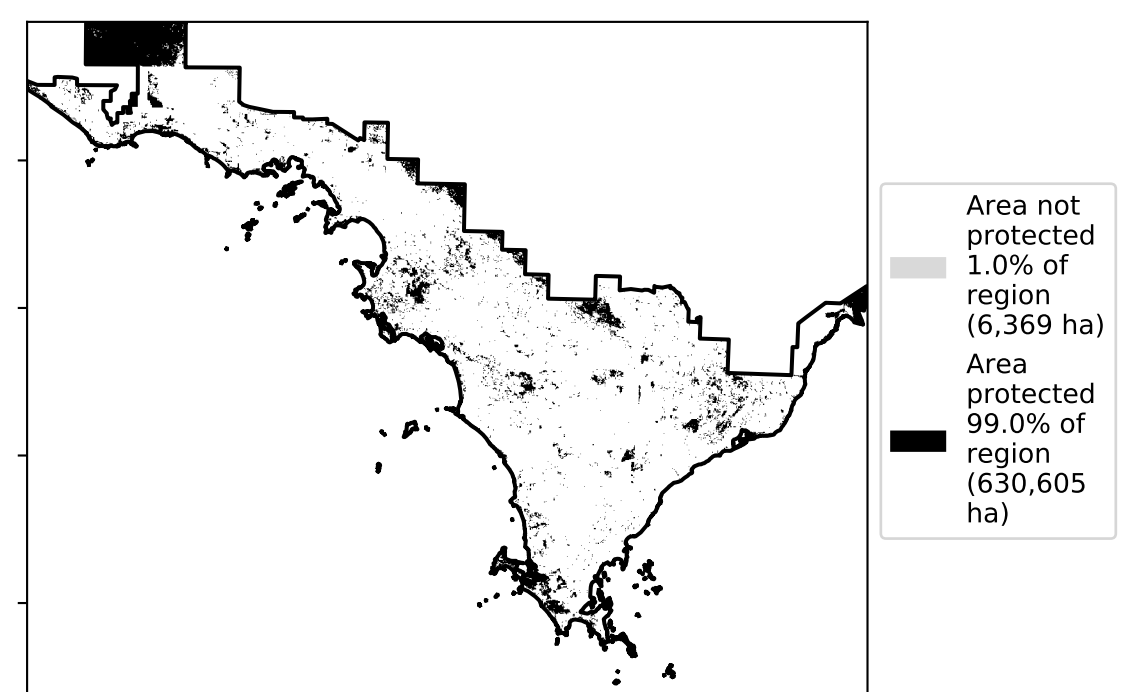 Area not
protected
1.0% of
region
(6,369 ha)
Area
protected
99.0% of
region
(630,605
ha)